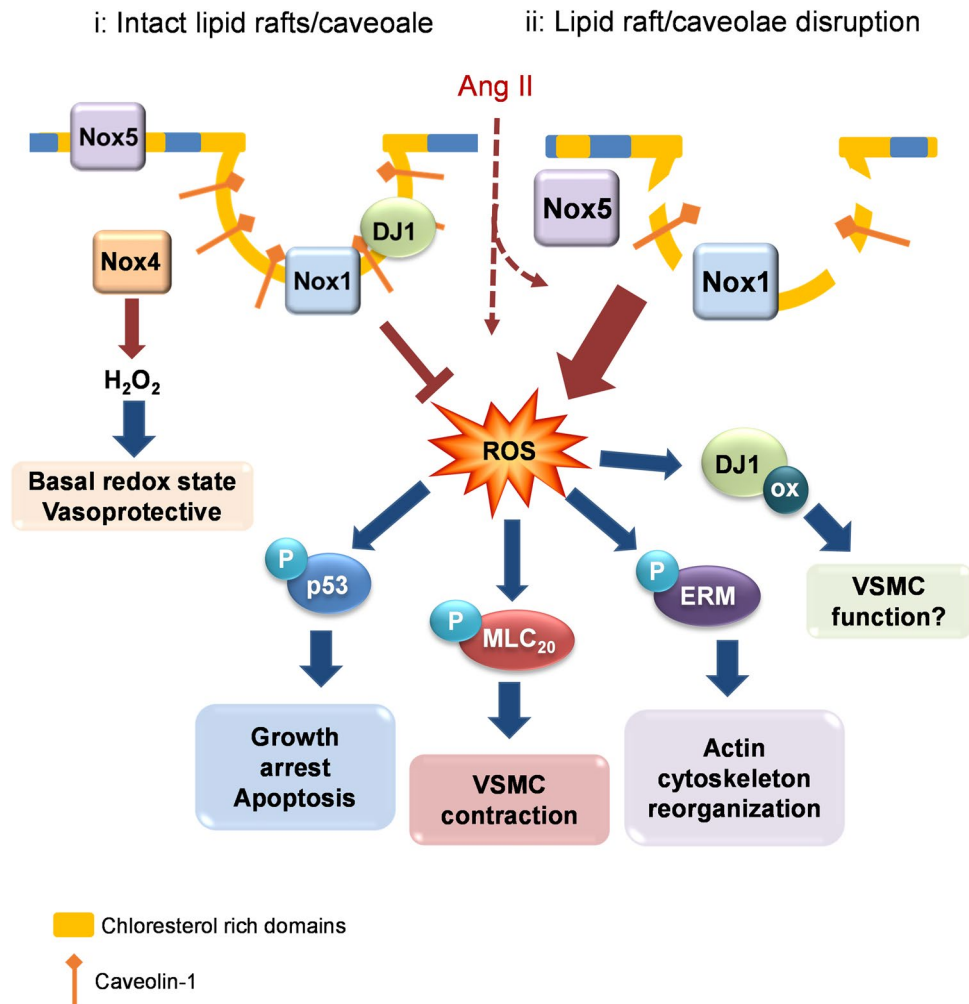 i: Intact lipid rafts/caveoale
ii: Lipid raft/caveolae disruption
Ang II
Nox5
Nox4
DJ1
Nox1
Nox5
Nox1
H₂O₂
Basal redox state
Vasoprotective
ROS
DJ1
ox
VSMC
function?
P
p53
P
MLC₂₀
P
ERM
Growth
arrest
Apoptosis
VSMC
contraction
Actin
cytoskeleton
reorganization
Chloresterol rich domains
Caveolin-1